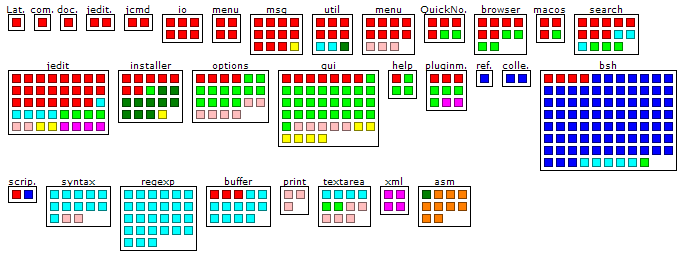 Lat. com. doc. jedit. jcmd io menu msg util menu QuickNo. browser macos search
jedit installer options gui help pluginm. ref. colle. bsh
scrip. syntax regexp buffer print textarea xml asm